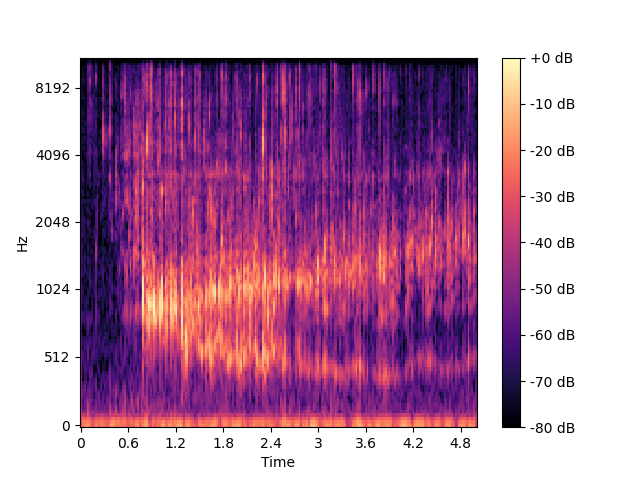 +0 dB
8192
-10 dB
4096
-20 dB
-30 dB
2048
-40 dB
Hz
1024
-50 dB
512
-60 dB
-70 dB
0
-80 dB
0 0.6 1.2 1.8 2.4 3 3.6 4.2 4.8
Time